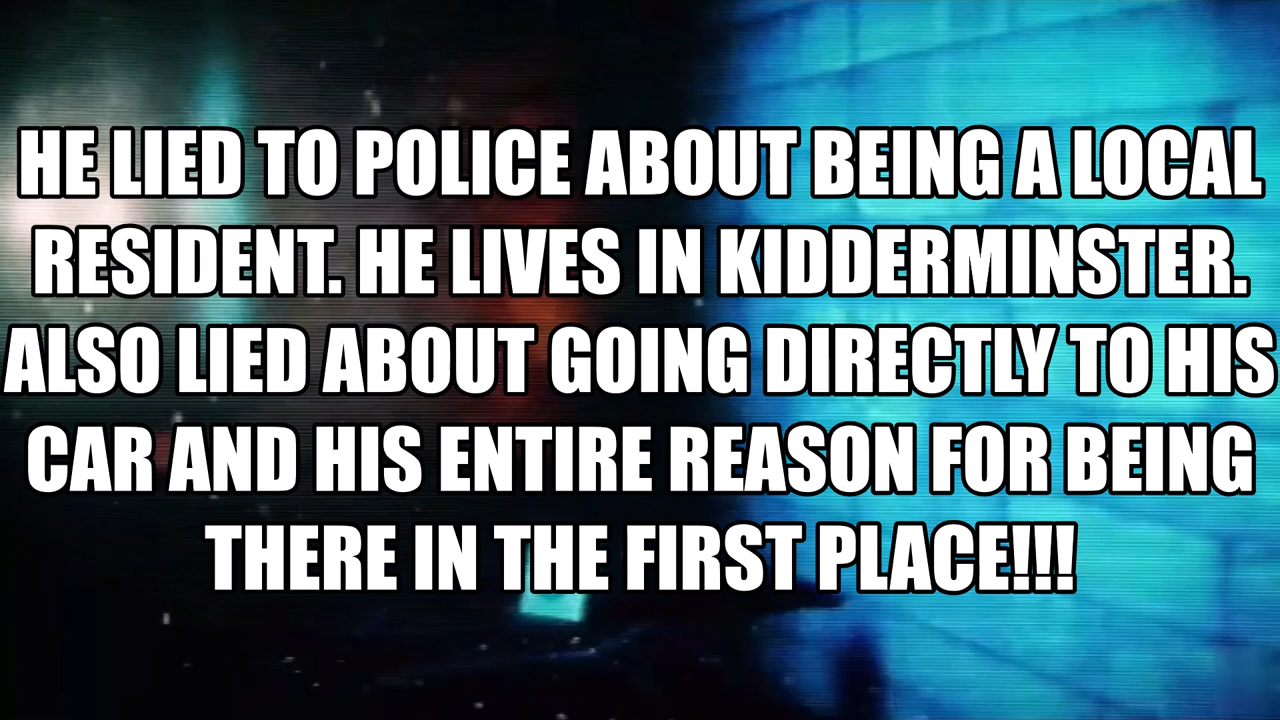 HE LIED TO POLICE ABOUT BEING A LOCAL
RESIDENT. HE LIVES IN KIDDERMINSTER.
ALSO LIED ABOUT GOING DIRECTLY TO HIS
CAR AND HIS ENTIRE REASON FOR BEING
THERE IN THE FIRST PLACE!!!